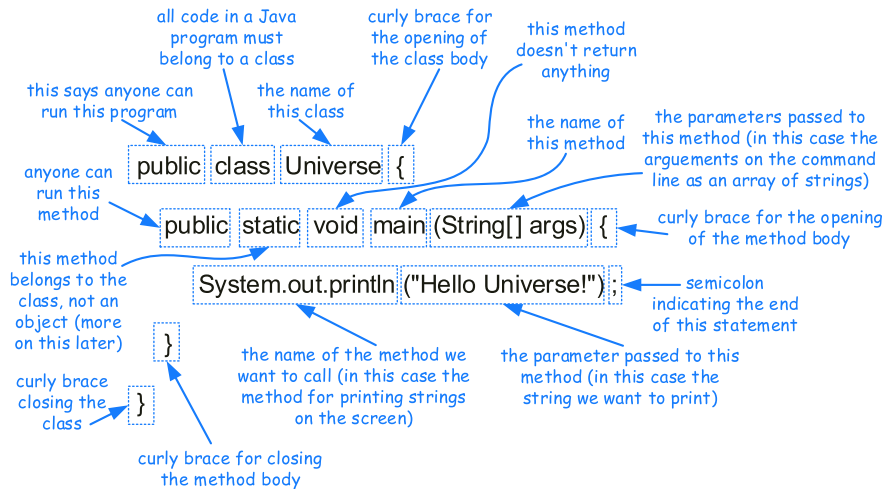 all code in a Java
program must
belong to a class
curly brace for
the opening of
the class body
this method
doesn't return
anything
this says anyone can
run this program
the name of
this class
the name of
this method
the parameters passed to
this method (in this case the
arguements on the command
line as an array of strings)
public class Universe {
anyone can
run this
method
public static void main (String[] args) {
curly brace for the opening
of the method body
this method
belongs to the
class, not an
object (more
on this later)
System.out.println ("Hello Universe!") ;
semicolon
indicating the end
of this statement
}
the name of the method we
want to call (in this case the
method for printing strings
on the screen)
the parameter passed to this
method (in this case the
string we want to print)
curly brace
closing the
class
}
curly brace for closing
the method body